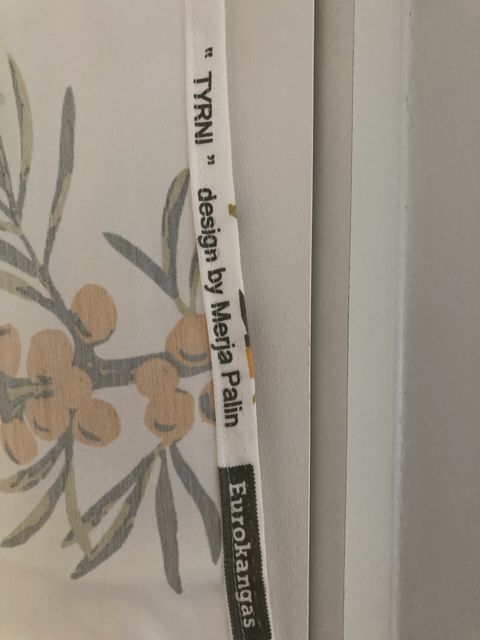 “ TYRNI ” design by Merja Palin
Eurokangas